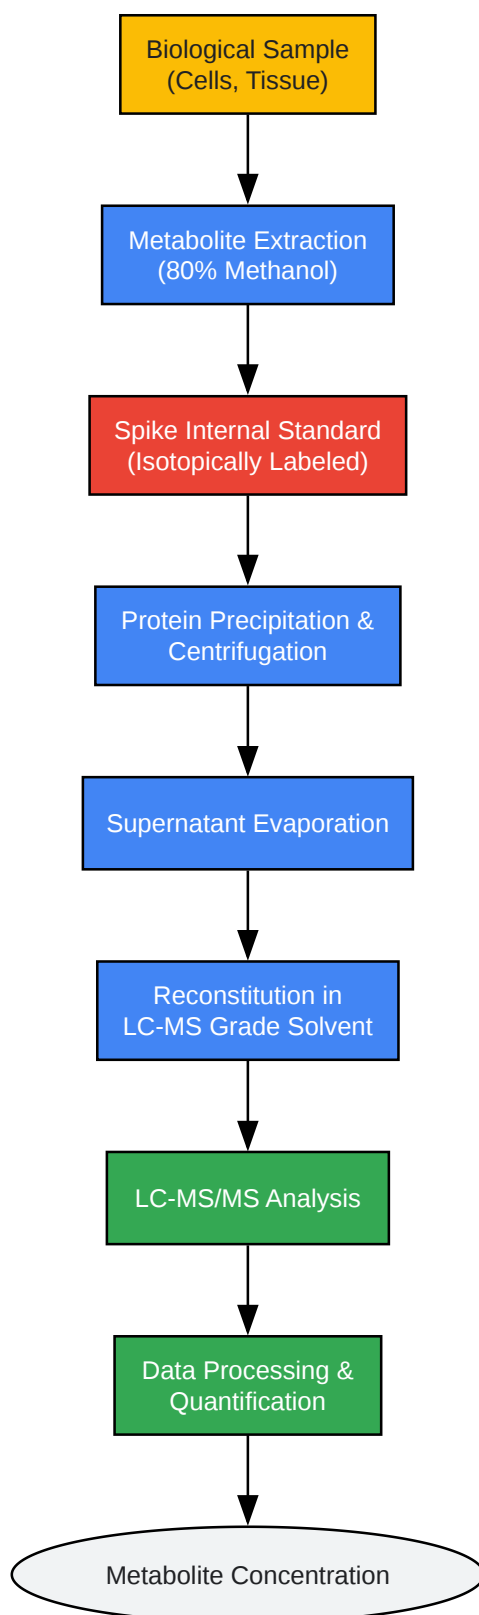 Biological Sample
(Cells, Tissue)
Metabolite Extraction
(80% Methanol)
Spike Internal Standard
(Isotopically Labeled)
Protein Precipitation &
Centrifugation
Supernatant Evaporation
Reconstitution in
LC-MS Grade Solvent
LC-MS/MS Analysis
Data Processing &
Quantification
Metabolite Concentration